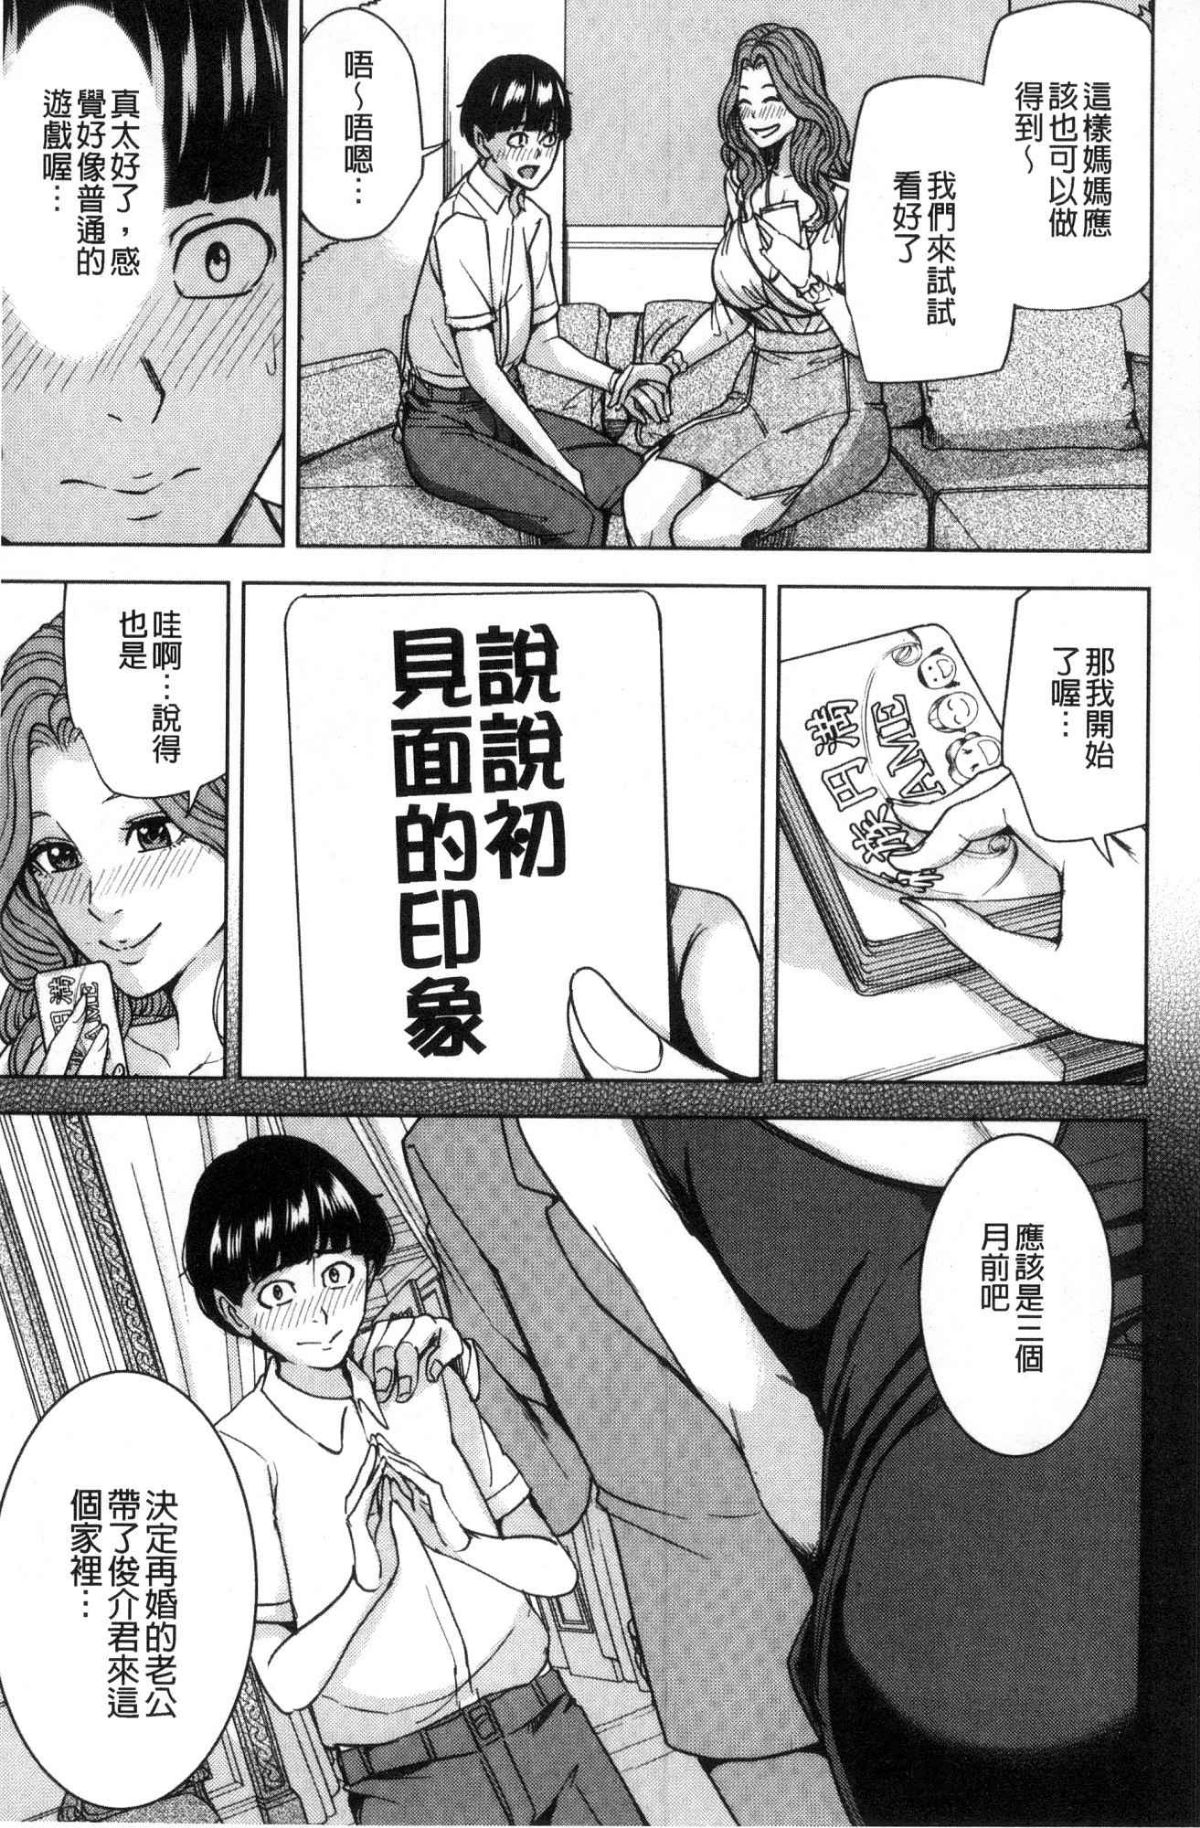 這樣媽媽應
該也可以做
得到～
我們來試試
看好了
唔～唔嗯…
真太好了，感
覺好像普通的
遊戲喔…
那我開始
了喔…
円満
AMIE
說說初
見面的印象
哇啊…說得
也是
應該是三個
月前吧
決定再婚的老公
帶了俊介君來這
個家裡…